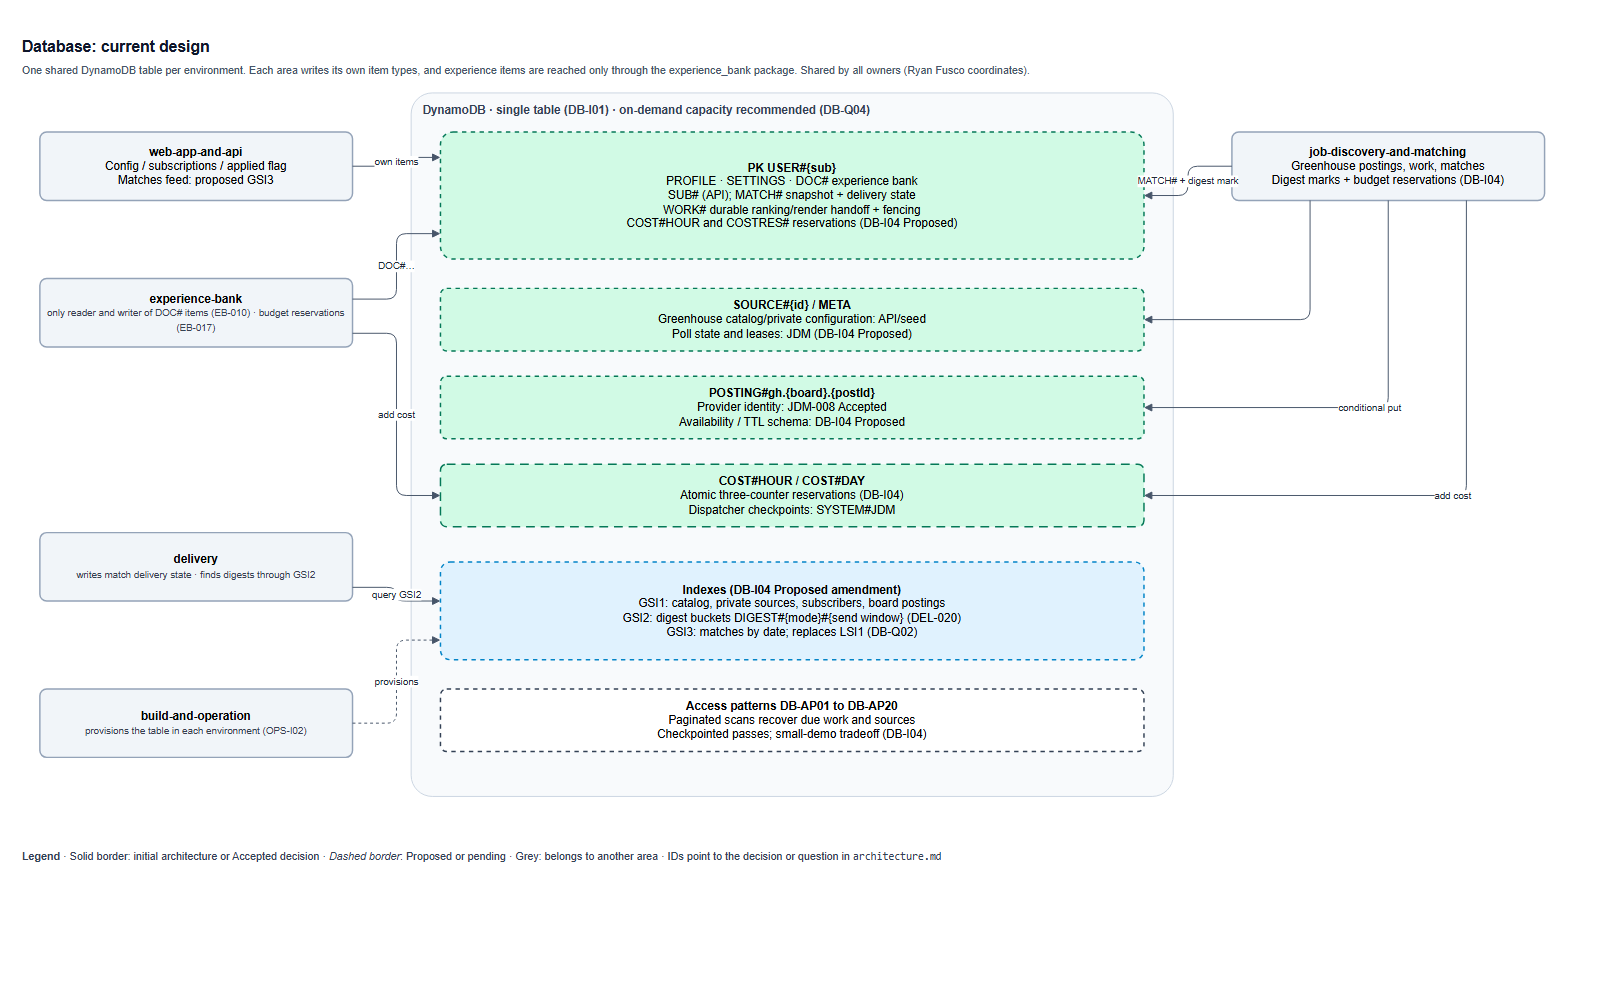 Database: current design
One shared DynamoDB table per environment. Each area writes its own item types, and experience items are reached only through the experience_bank package. Shared by all owners (Ryan Fusco coordinates).
DynamoDB · single table (DB-I01) · on-demand capacity recommended (DB-Q04)
web-app-and-api
Config / subscriptions / applied flag
Matches feed: proposed GSI3
own items
PK USER#{sub}
PROFILE · SETTINGS · DOC# experience bank
SUB# (API); MATCH# snapshot + delivery state
WORK# durable ranking/render handoff + fencing
COST#HOUR and COSTRES# reservations (DB-I04 Proposed)
MATCH# + digest mark
job-discovery-and-matching
Greenhouse postings, work, matches
Digest marks + budget reservations (DB-I04)
DOC#...
experience-bank
only reader and writer of DOC# items (EB-010) · budget reservations
(EB-017)
SOURCE#{id} / META
Greenhouse catalog/private configuration: API/seed
Poll state and leases: JDM (DB-I04 Proposed)
POSTING#gh.{board}.{postId}
Provider identity: JDM-008 Accepted
Availability / TTL schema: DB-I04 Proposed
conditional put
add cost
COST#HOUR / COST#DAY
Atomic three-counter reservations (DB-I04)
Dispatcher checkpoints: SYSTEM#JDM
add cost
delivery
writes match delivery state · finds digests through GSI2
query GSI2
Indexes (DB-I04 Proposed amendment)
GSI1: catalog, private sources, subscribers, board postings
GSI2: digest buckets DIGEST#{mode}#{send window} (DEL-020)
GSI3: matches by date; replaces LSI1 (DB-Q02)
provisions
build-and-operation
provisions the table in each environment (OPS-I02)
Access patterns DB-AP01 to DB-AP20
Paginated scans recover due work and sources
Checkpointed passes; small-demo tradeoff (DB-I04)
Legend · Solid border: initial architecture or Accepted decision · Dashed border: Proposed or pending · Grey: belongs to another area · IDs point to the decision or question in architecture.md